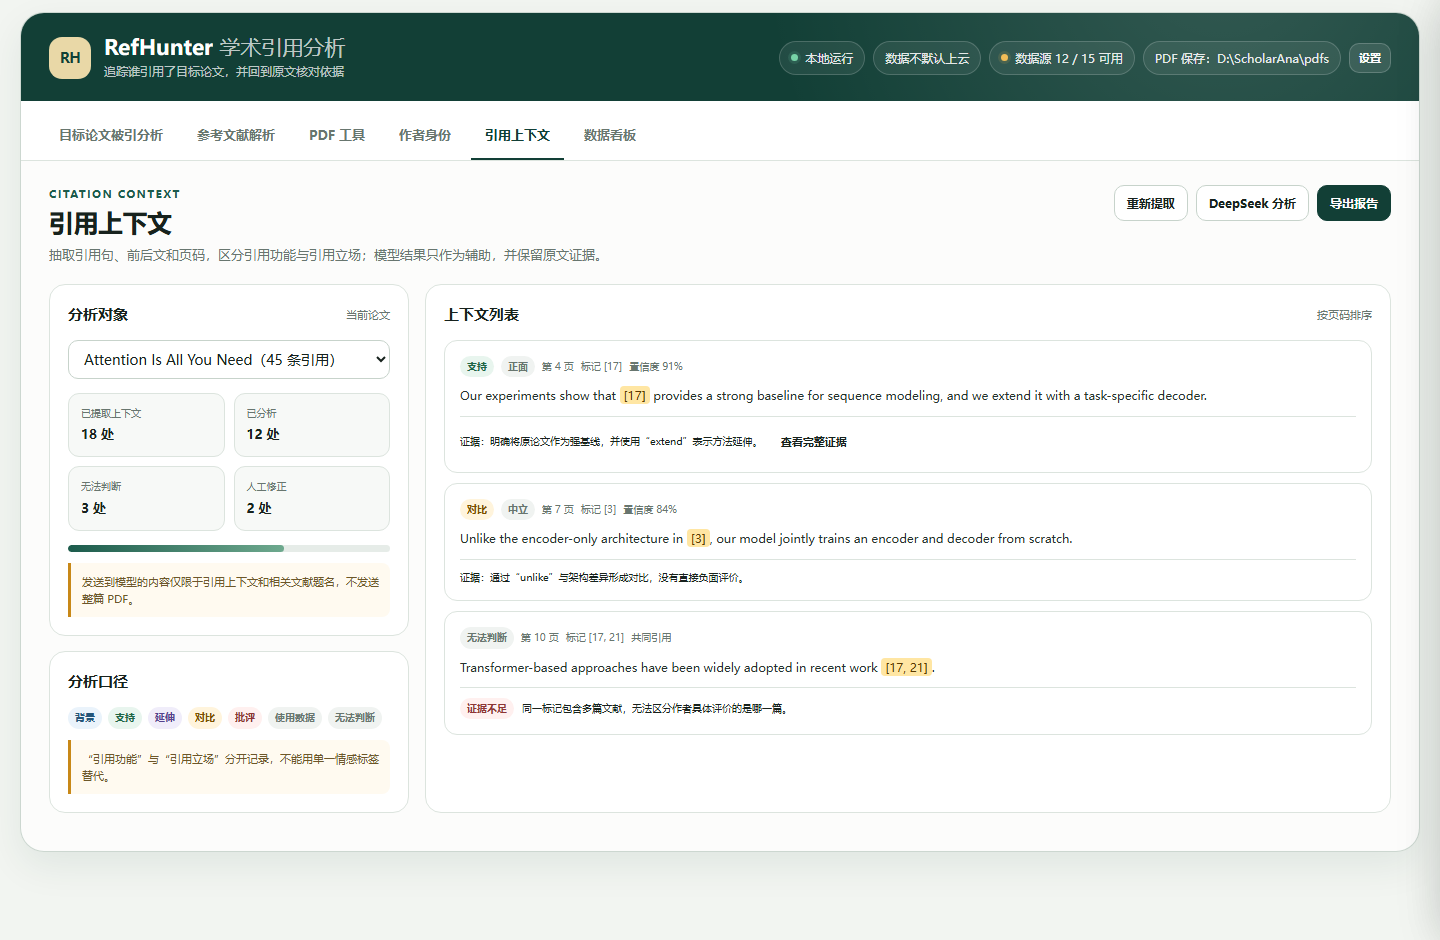 RH
RefHunter 学术引用分析
追踪谁引用了目标论文，并回到原文核对依据
本地运行
数据不默认上云
数据源 12 / 15 可用
PDF 保存：D:\ScholarAna\pdfs
设置
目标论文被引分析
参考文献解析
PDF 工具
作者身份
引用上下文
数据看板
CITATION CONTEXT
引用上下文
抽取引用句、前后文和页码，区分引用功能与引用立场；模型结果只作为辅助，并保留原文证据。
重新提取
DeepSeek 分析
导出报告
分析对象
当前论文
Attention Is All You Need（45 条引用）
已提取上下文
18 处
已分析
12 处
无法判断
3 处
人工修正
2 处
发送到模型的内容仅限于引用上下文和相关文献题名，不发送
整篇 PDF。
分析口径
背景 支持 延伸 对比 批评 使用数据 无法判断
“引用功能”与“引用立场”分开记录，不能用单一情感标签
替代。
上下文列表
按页码排序
支持 正面 第 4 页 标记 [17] 置信度 91%
Our experiments show that [17] provides a strong baseline for sequence modeling, and we extend it with a task-specific decoder.
证据：明确将原论文作为强基线，并使用“extend”表示方法延伸。 查看完整证据
对比 中立 第 7 页 标记 [3] 置信度 84%
Unlike the encoder-only architecture in [3], our model jointly trains an encoder and decoder from scratch.
证据：通过“unlike”与架构差异形成对比，没有直接负面评价。
无法判断 第 10 页 标记 [17, 21] 共同引用
Transformer-based approaches have been widely adopted in recent work [17, 21].
证据不足 同一标记包含多篇文献，无法区分作者具体评价的是哪一篇。